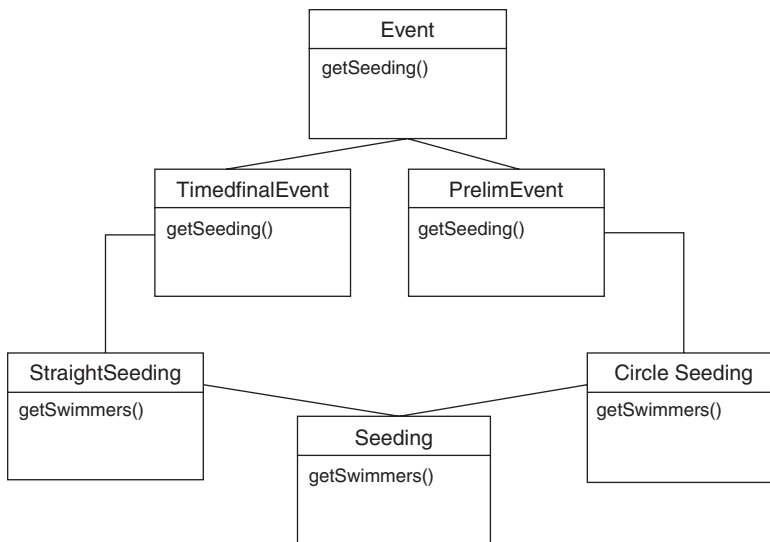 Event
getSeeding()
TimedfinalEvent
getSeeding()
PrelimEvent
getSeeding()
StraightSeeding
getSwimmers()
Circle Seeding
getSwimmers()
Seeding
getSwimmers()